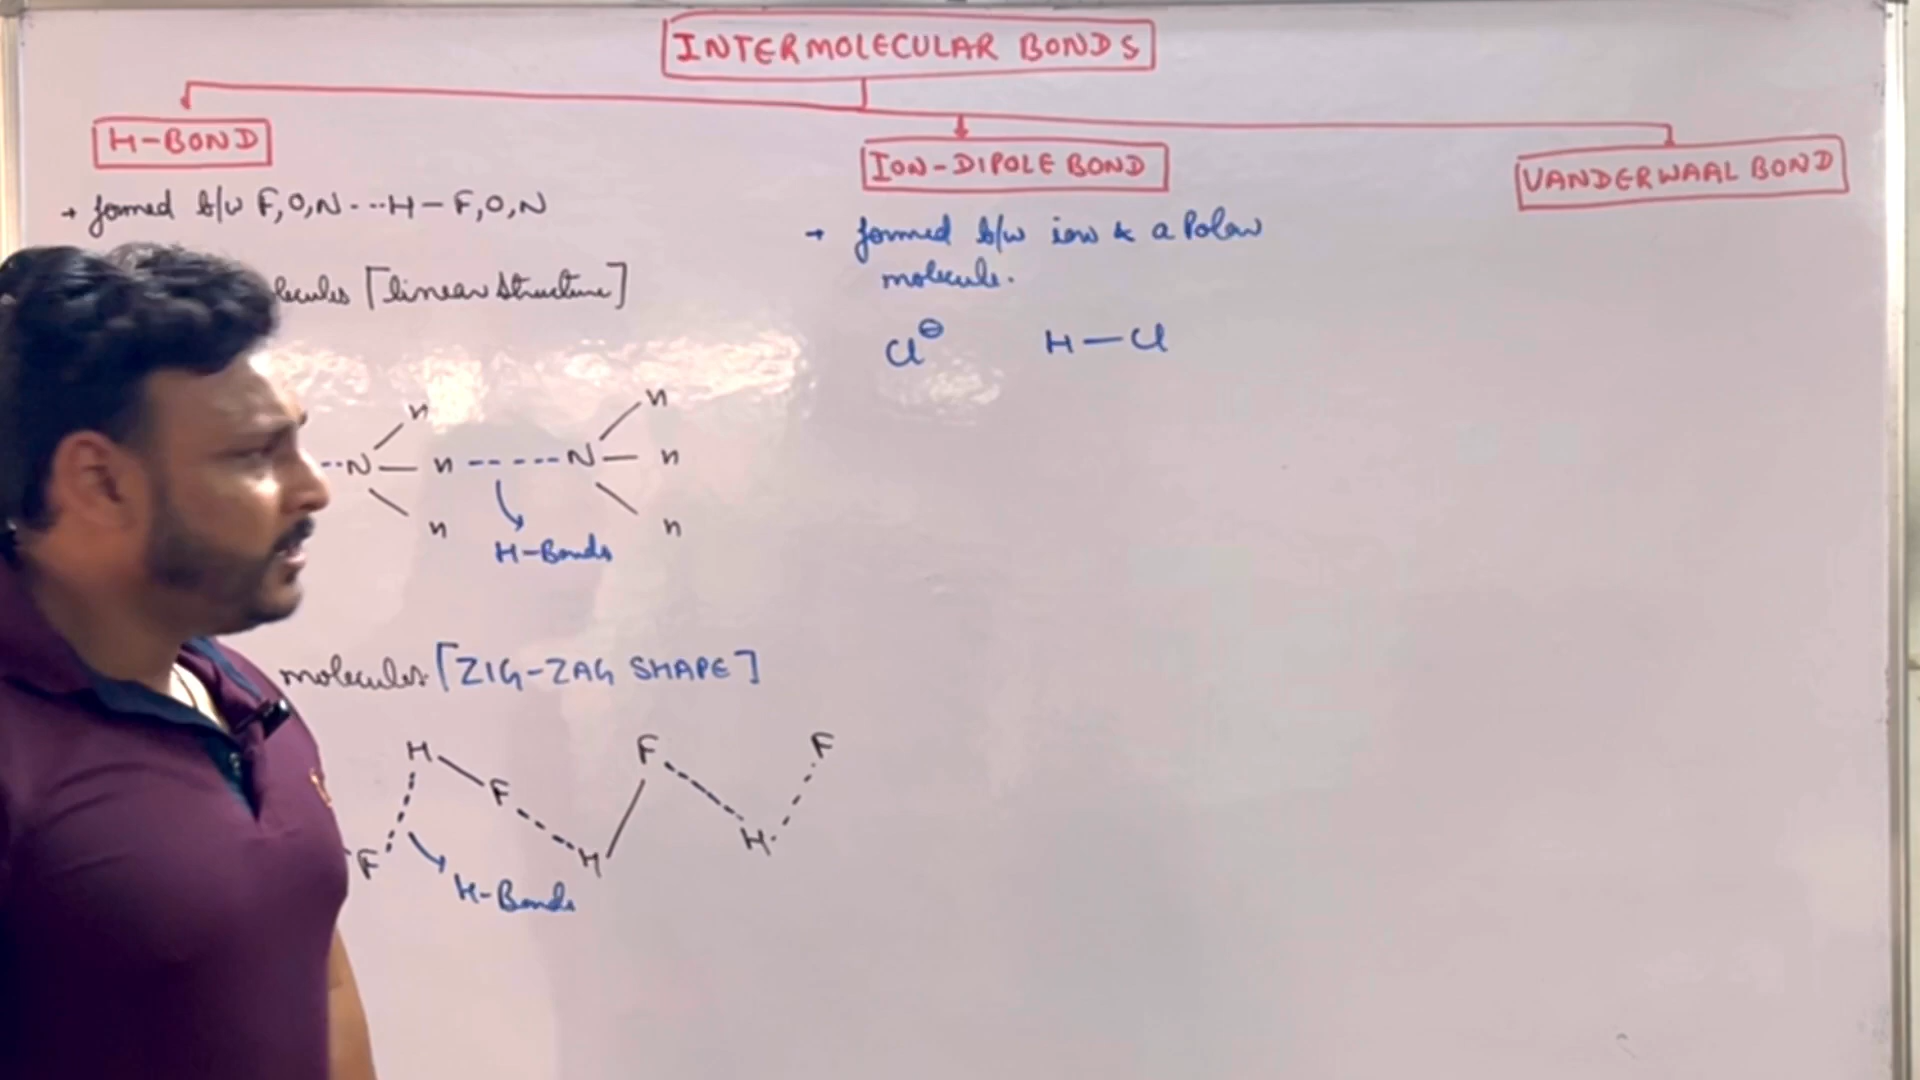 INTERMOLECULAR BONDS
H-BOND
ION-DIPOLE BOND
VANDERWAAL BOND
→ formed b/w F,O,N----H-F,O,N
lecules [linear structure]
H H
--N - H -----N - H
H H
H-Bonds
molecules [ZIG-ZAG SHAPE]
H F F
F
F H H
H-Bonds
→ formed b/w ion & a Polar
molecule.
Cl⊖ H-Cl